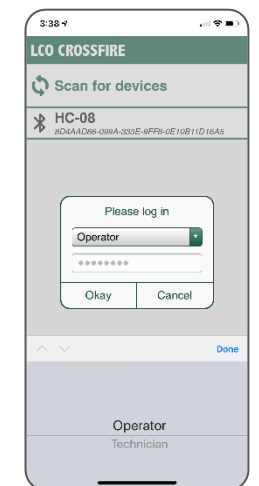 3:38
LCO CROSSFIRE
Scan for devices
HC-08
8D4AAD86-099A-333E-9FF8-0E10B11D16A5
Please log in
Operator
Okay Cancel
Done
Operator
Technician